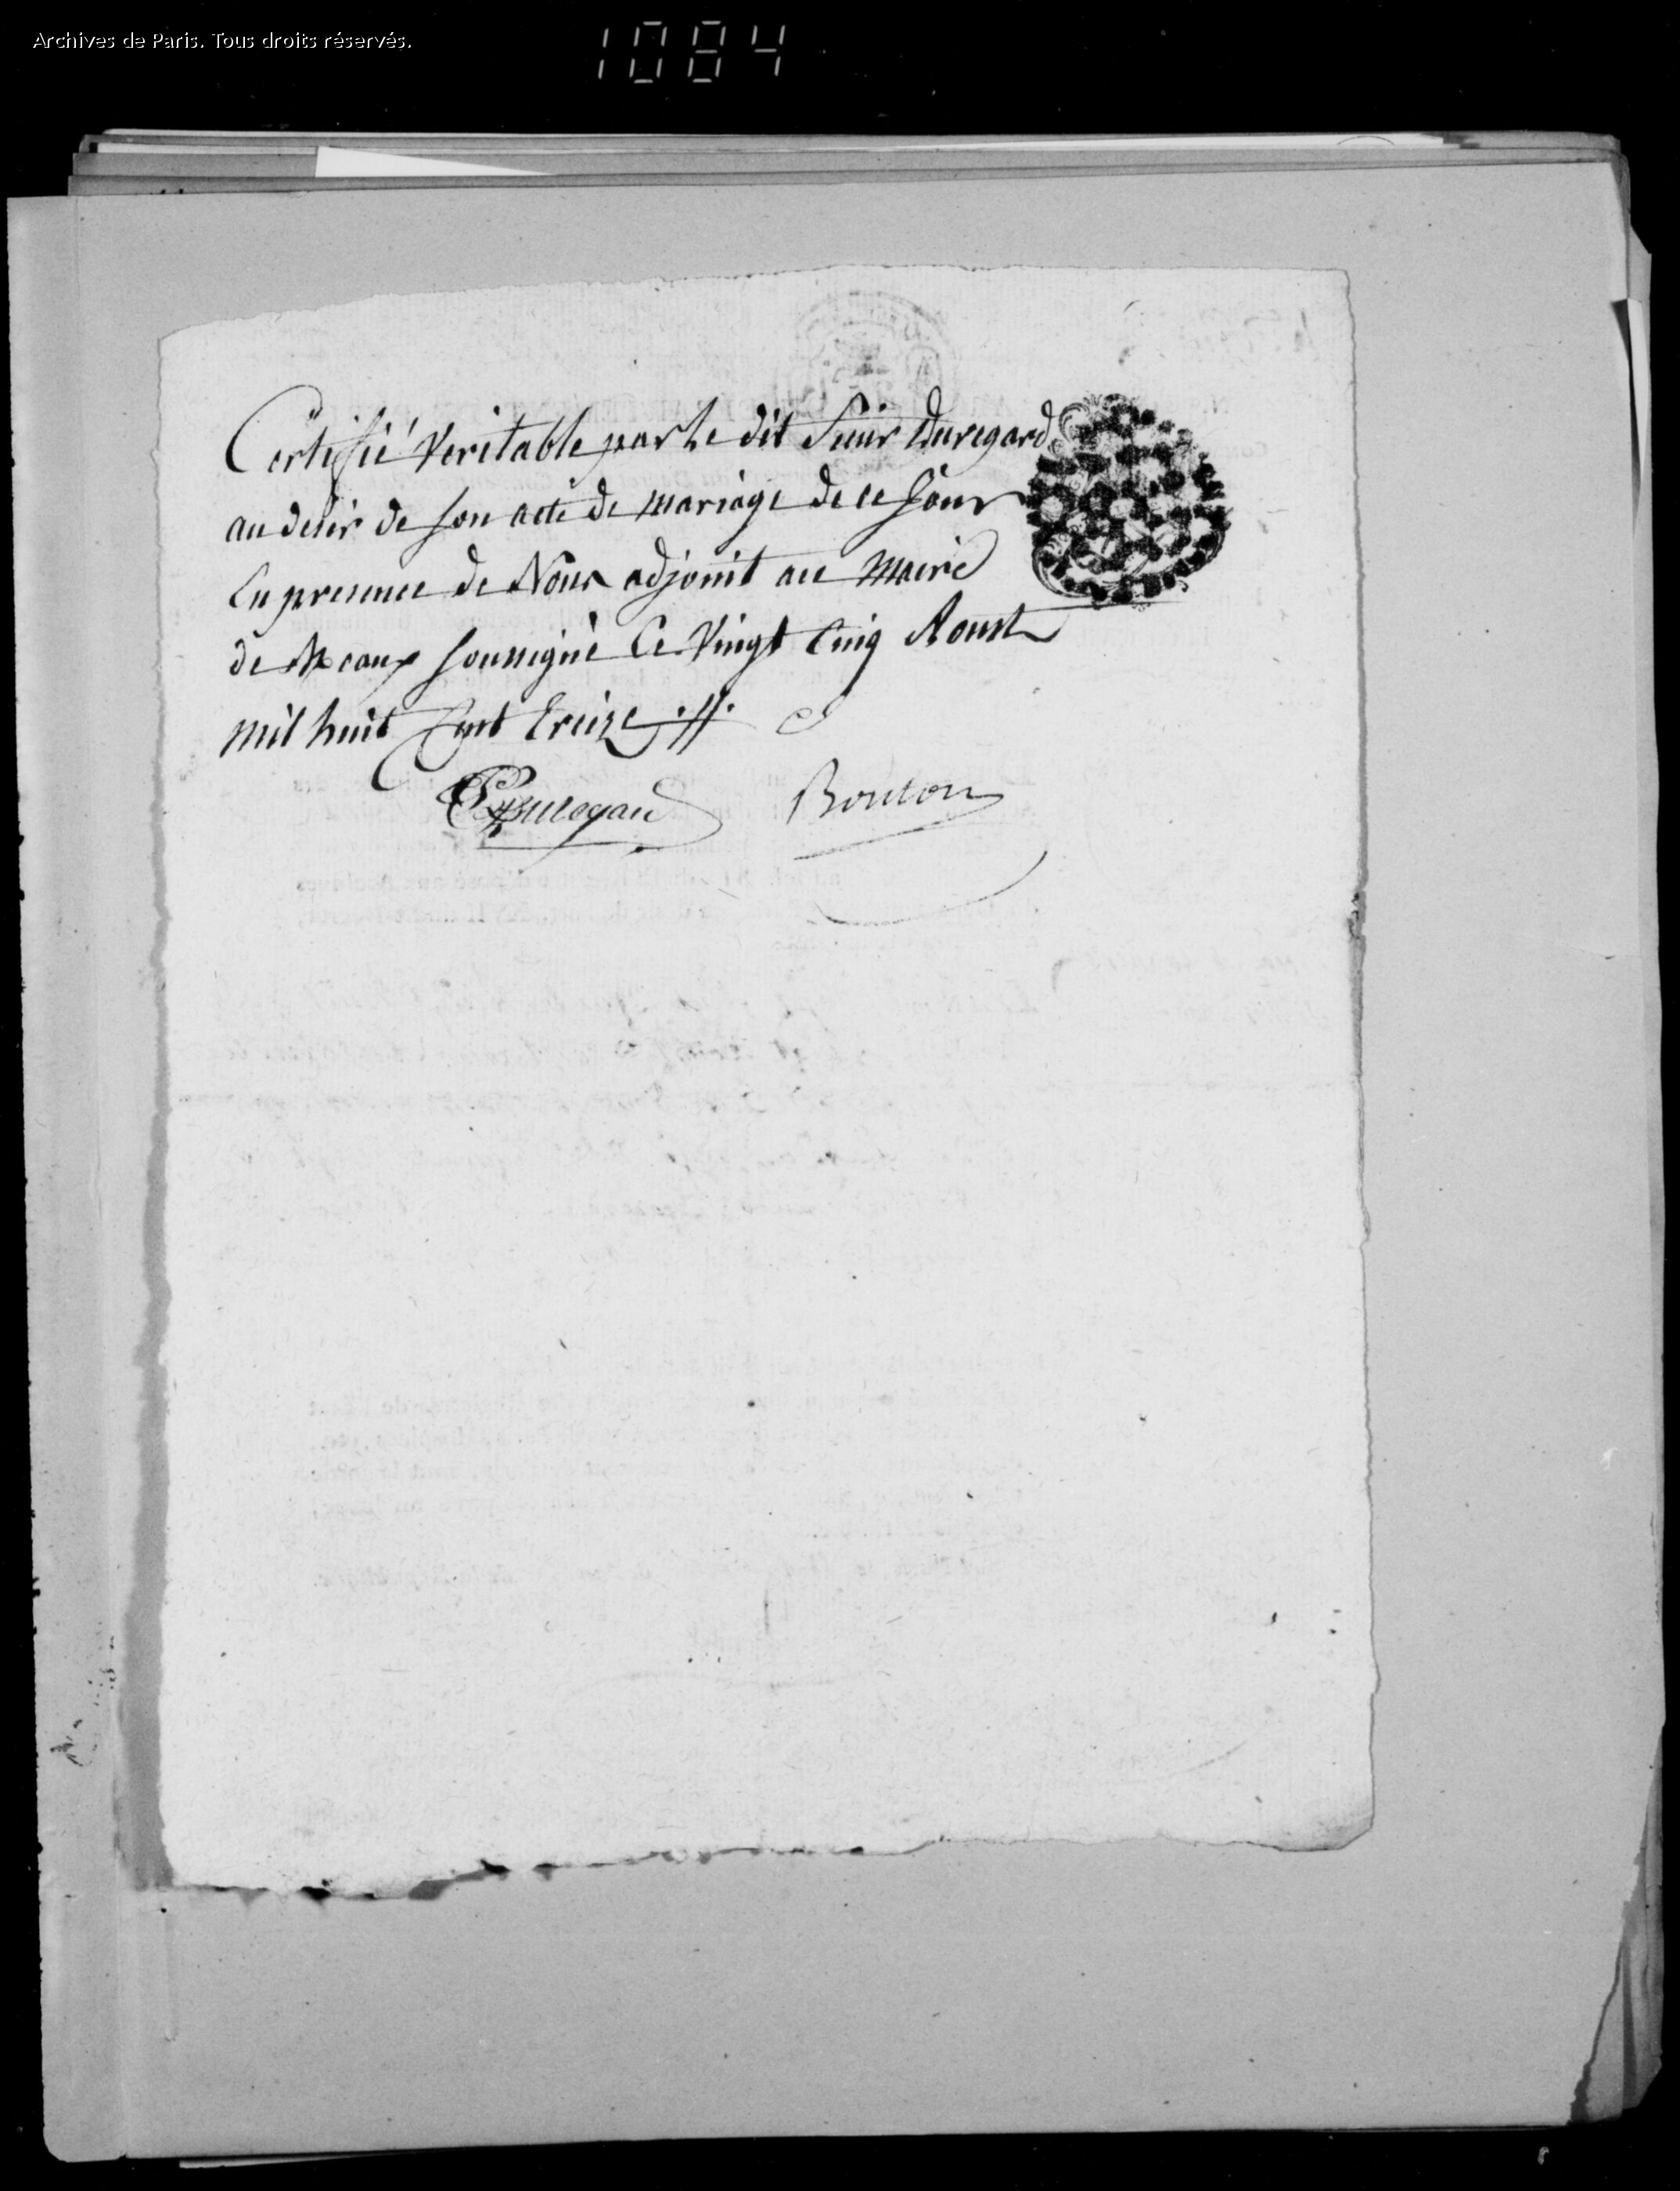 Archives de Paris. Tous droits réservés.
1084
Certifié Veritable par le dit Sieur Duregard
au desir de son acte de mariage de ce Jour
En presence de Nous adjoint au Maire
de Meaux soussigné Ce Vingt Cinq Aoust
mil huit Cent treize
Duregard Bouton